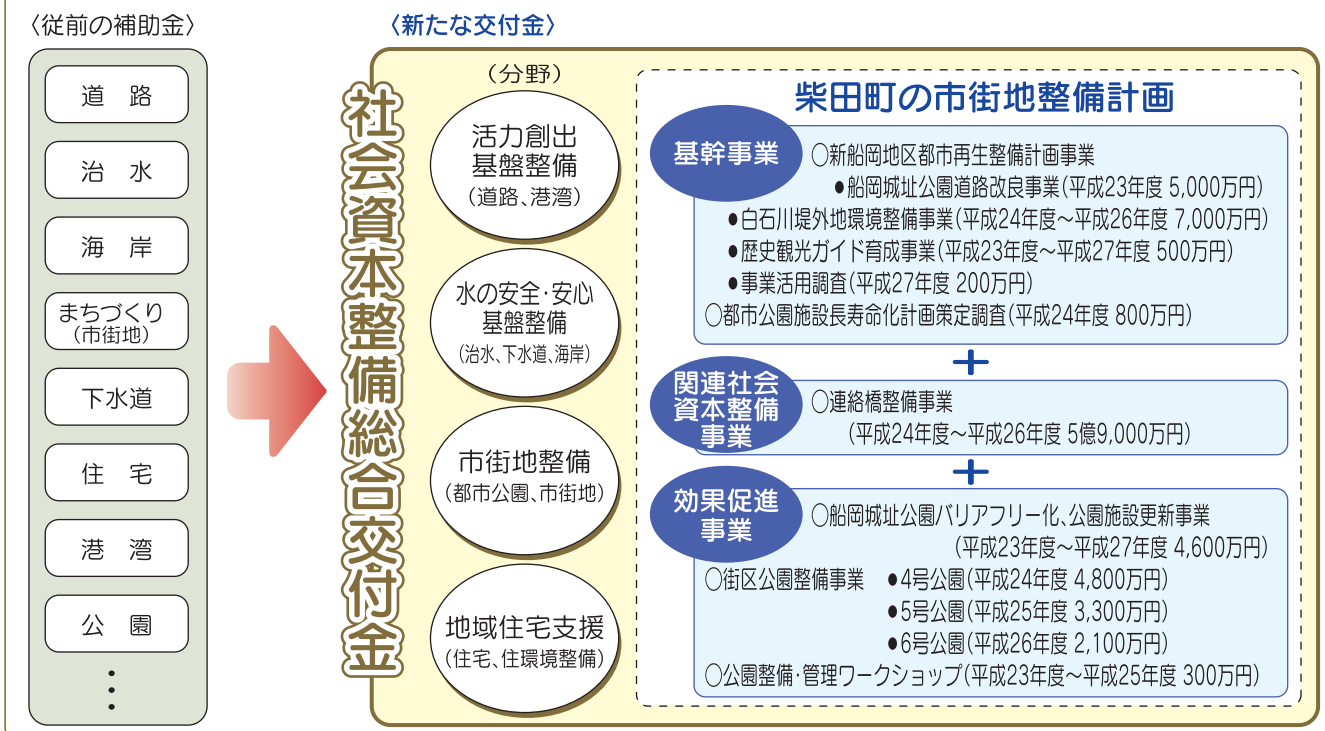 〈従前の補助金〉
道 路
治 水
海 岸
まちづくり
(市街地)
下水道
住 宅
港 湾
公 園
⋮
〈新たな交付金〉
社会資本整備総合交付金
(分野)
活力創出
基盤整備
(道路、港湾)
水の安全・安心
基盤整備
(治水、下水道、海岸)
市街地整備
(都市公園、市街地)
地域住宅支援
(住宅、住環境整備)
柴田町の市街地整備計画
基幹事業
○新船岡地区都市再生整備計画事業
●船岡城址公園道路改良事業(平成23年度 5,000万円)
●白石川堤外地環境整備事業(平成24年度～平成26年度 7,000万円)
●歴史観光ガイド育成事業(平成23年度～平成27年度 500万円)
●事業活用調査(平成27年度 200万円)
○都市公園施設長寿命化計画策定調査(平成24年度 800万円)
+
関連社会
資本整備
事業
○連絡橋整備事業
(平成24年度～平成26年度 5億9,000万円)
+
効果促進
事業
○船岡城址公園バリアフリー化、公園施設更新事業
(平成23年度～平成27年度 4,600万円)
○街区公園整備事業 ●4号公園(平成24年度 4,800万円)
●5号公園(平成25年度 3,300万円)
●6号公園(平成26年度 2,100万円)
○公園整備・管理ワークショップ(平成23年度～平成25年度 300万円)